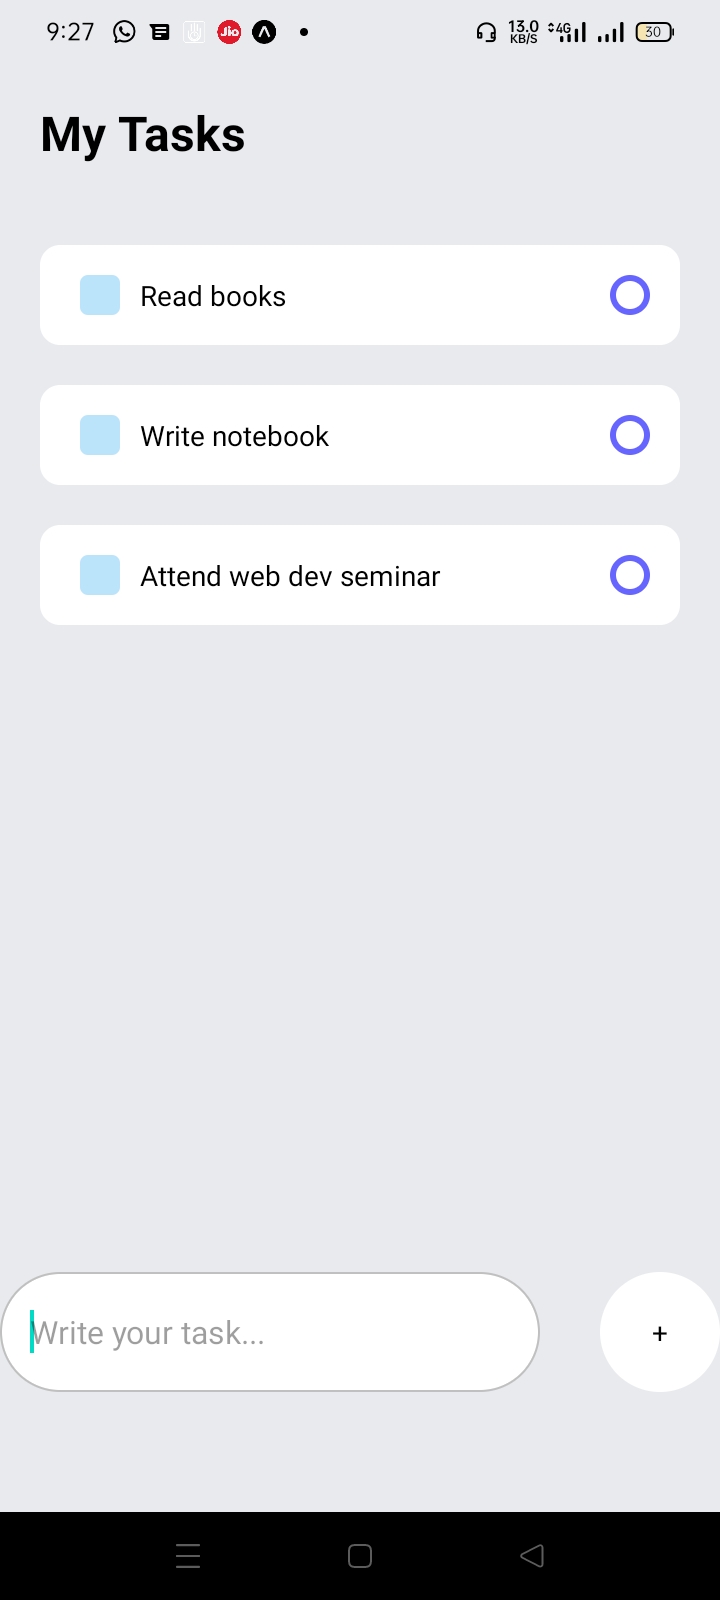 9:27 Jio 13.0 KB/S 4G 30
My Tasks
Read books
Write notebook
Attend web dev seminar
Write your task...
+